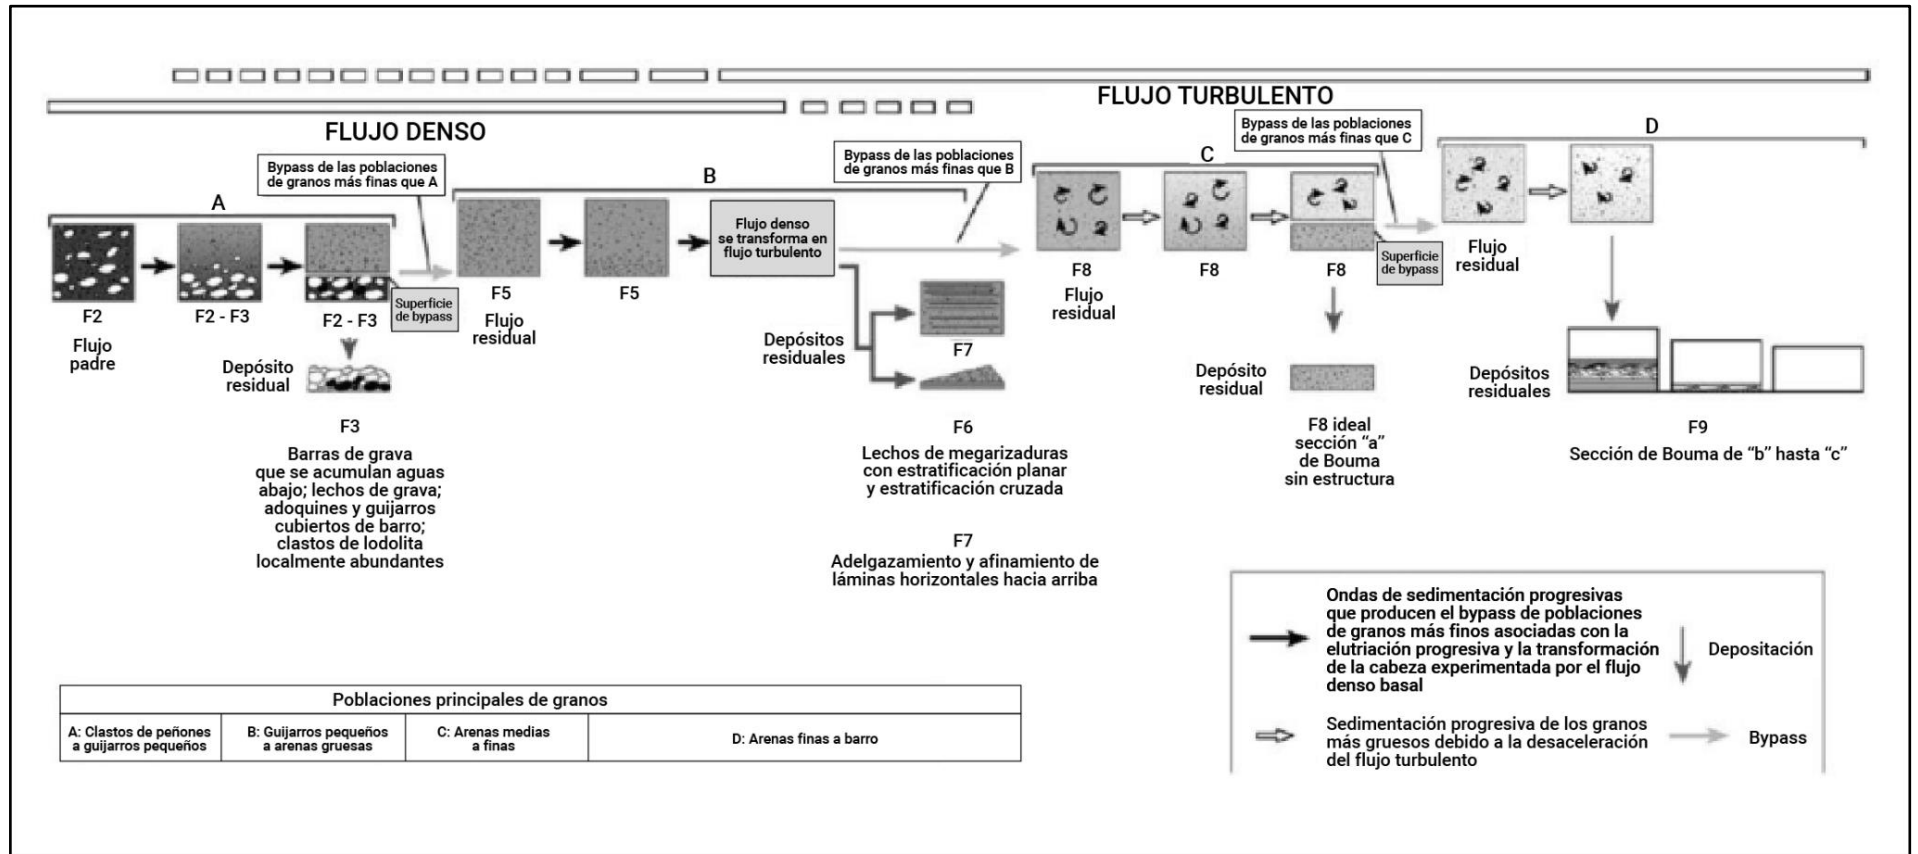 FLUJO TURBULENTO
FLUJO DENSO
Bypass de las poblaciones
de granos más finas que A
Bypass de las poblaciones
de granos más finas que B
Bypass de las poblaciones
de granos más finas que C
A
B
C
D
F2
Flujo
padre
F2 - F3
F2 - F3
Superficie
de bypass
Depósito
residual
F3
Barras de grava
que se acumulan aguas
abajo; lechos de grava;
adoquines y guijarros
cubiertos de barro;
clastos de lodolita
localmente abundantes
F5
Flujo
residual
F5
Flujo denso
se transforma en
flujo turbulento
Depósitos
residuales
F7
F6
Lechos de megarizaduras
con estratificación planar
y estratificación cruzada
F7
Adelgazamiento y afinamiento de
láminas horizontales hacia arriba
F8
Flujo
residual
F8
F8
Superficie
de bypass
Depósito
residual
F8 ideal
sección “a”
de Bouma
sin estructura
Flujo
residual
Depósitos
residuales
F9
Sección de Bouma de “b” hasta “c”
Poblaciones principales de granos
A: Clastos de peñones
a guijarros pequeños
B: Guijarros pequeños
a arenas gruesas
C: Arenas medias
a finas
D: Arenas finas a barro
Ondas de sedimentación progresivas
que producen el bypass de poblaciones
de granos más finos asociadas con la
elutriación progresiva y la transformación
de la cabeza experimentada por el flujo
denso basal
Depositación
Sedimentación progresiva de los granos
más gruesos debido a la desaceleración
del flujo turbulento
Bypass